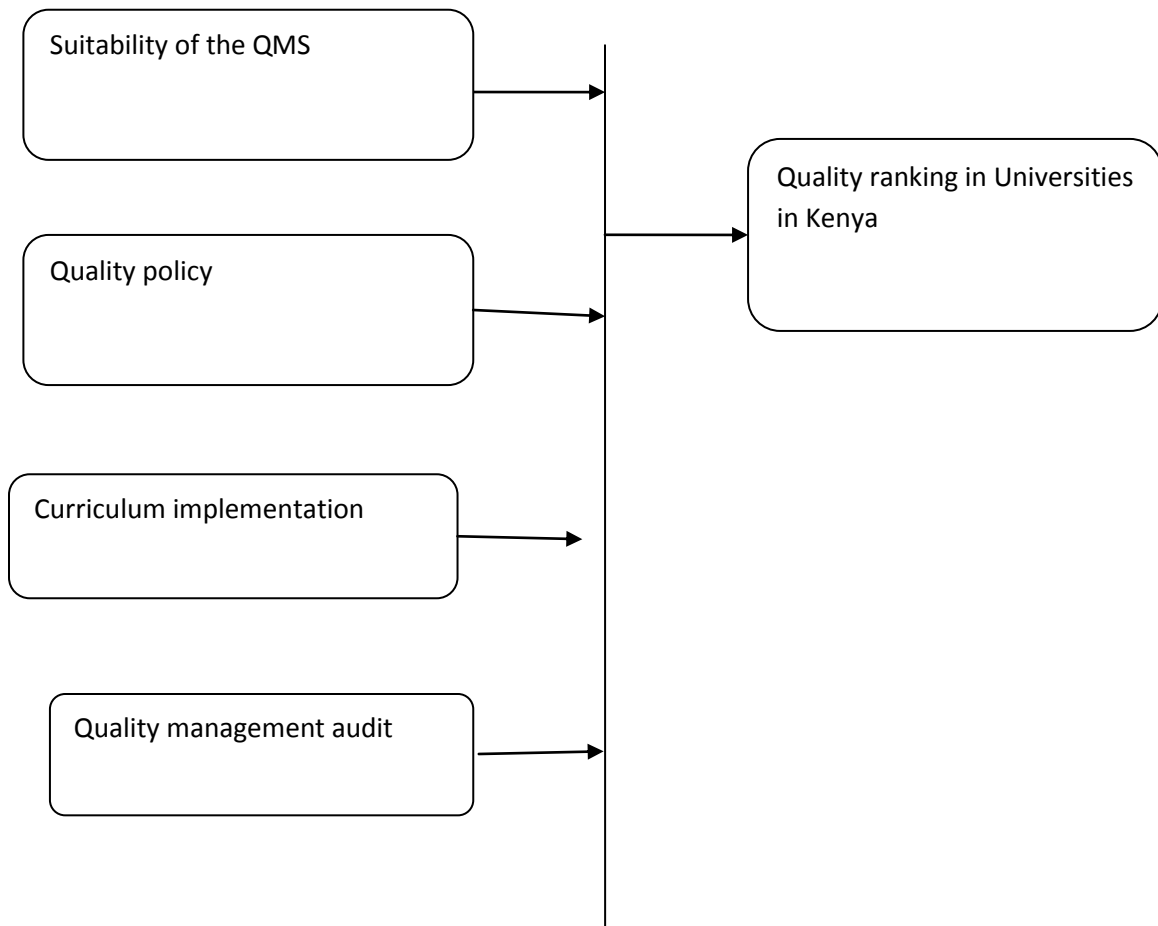 Suitability of the QMS
Quality ranking in Universities
in Kenya
Quality policy
Curriculum implementation
Quality management audit